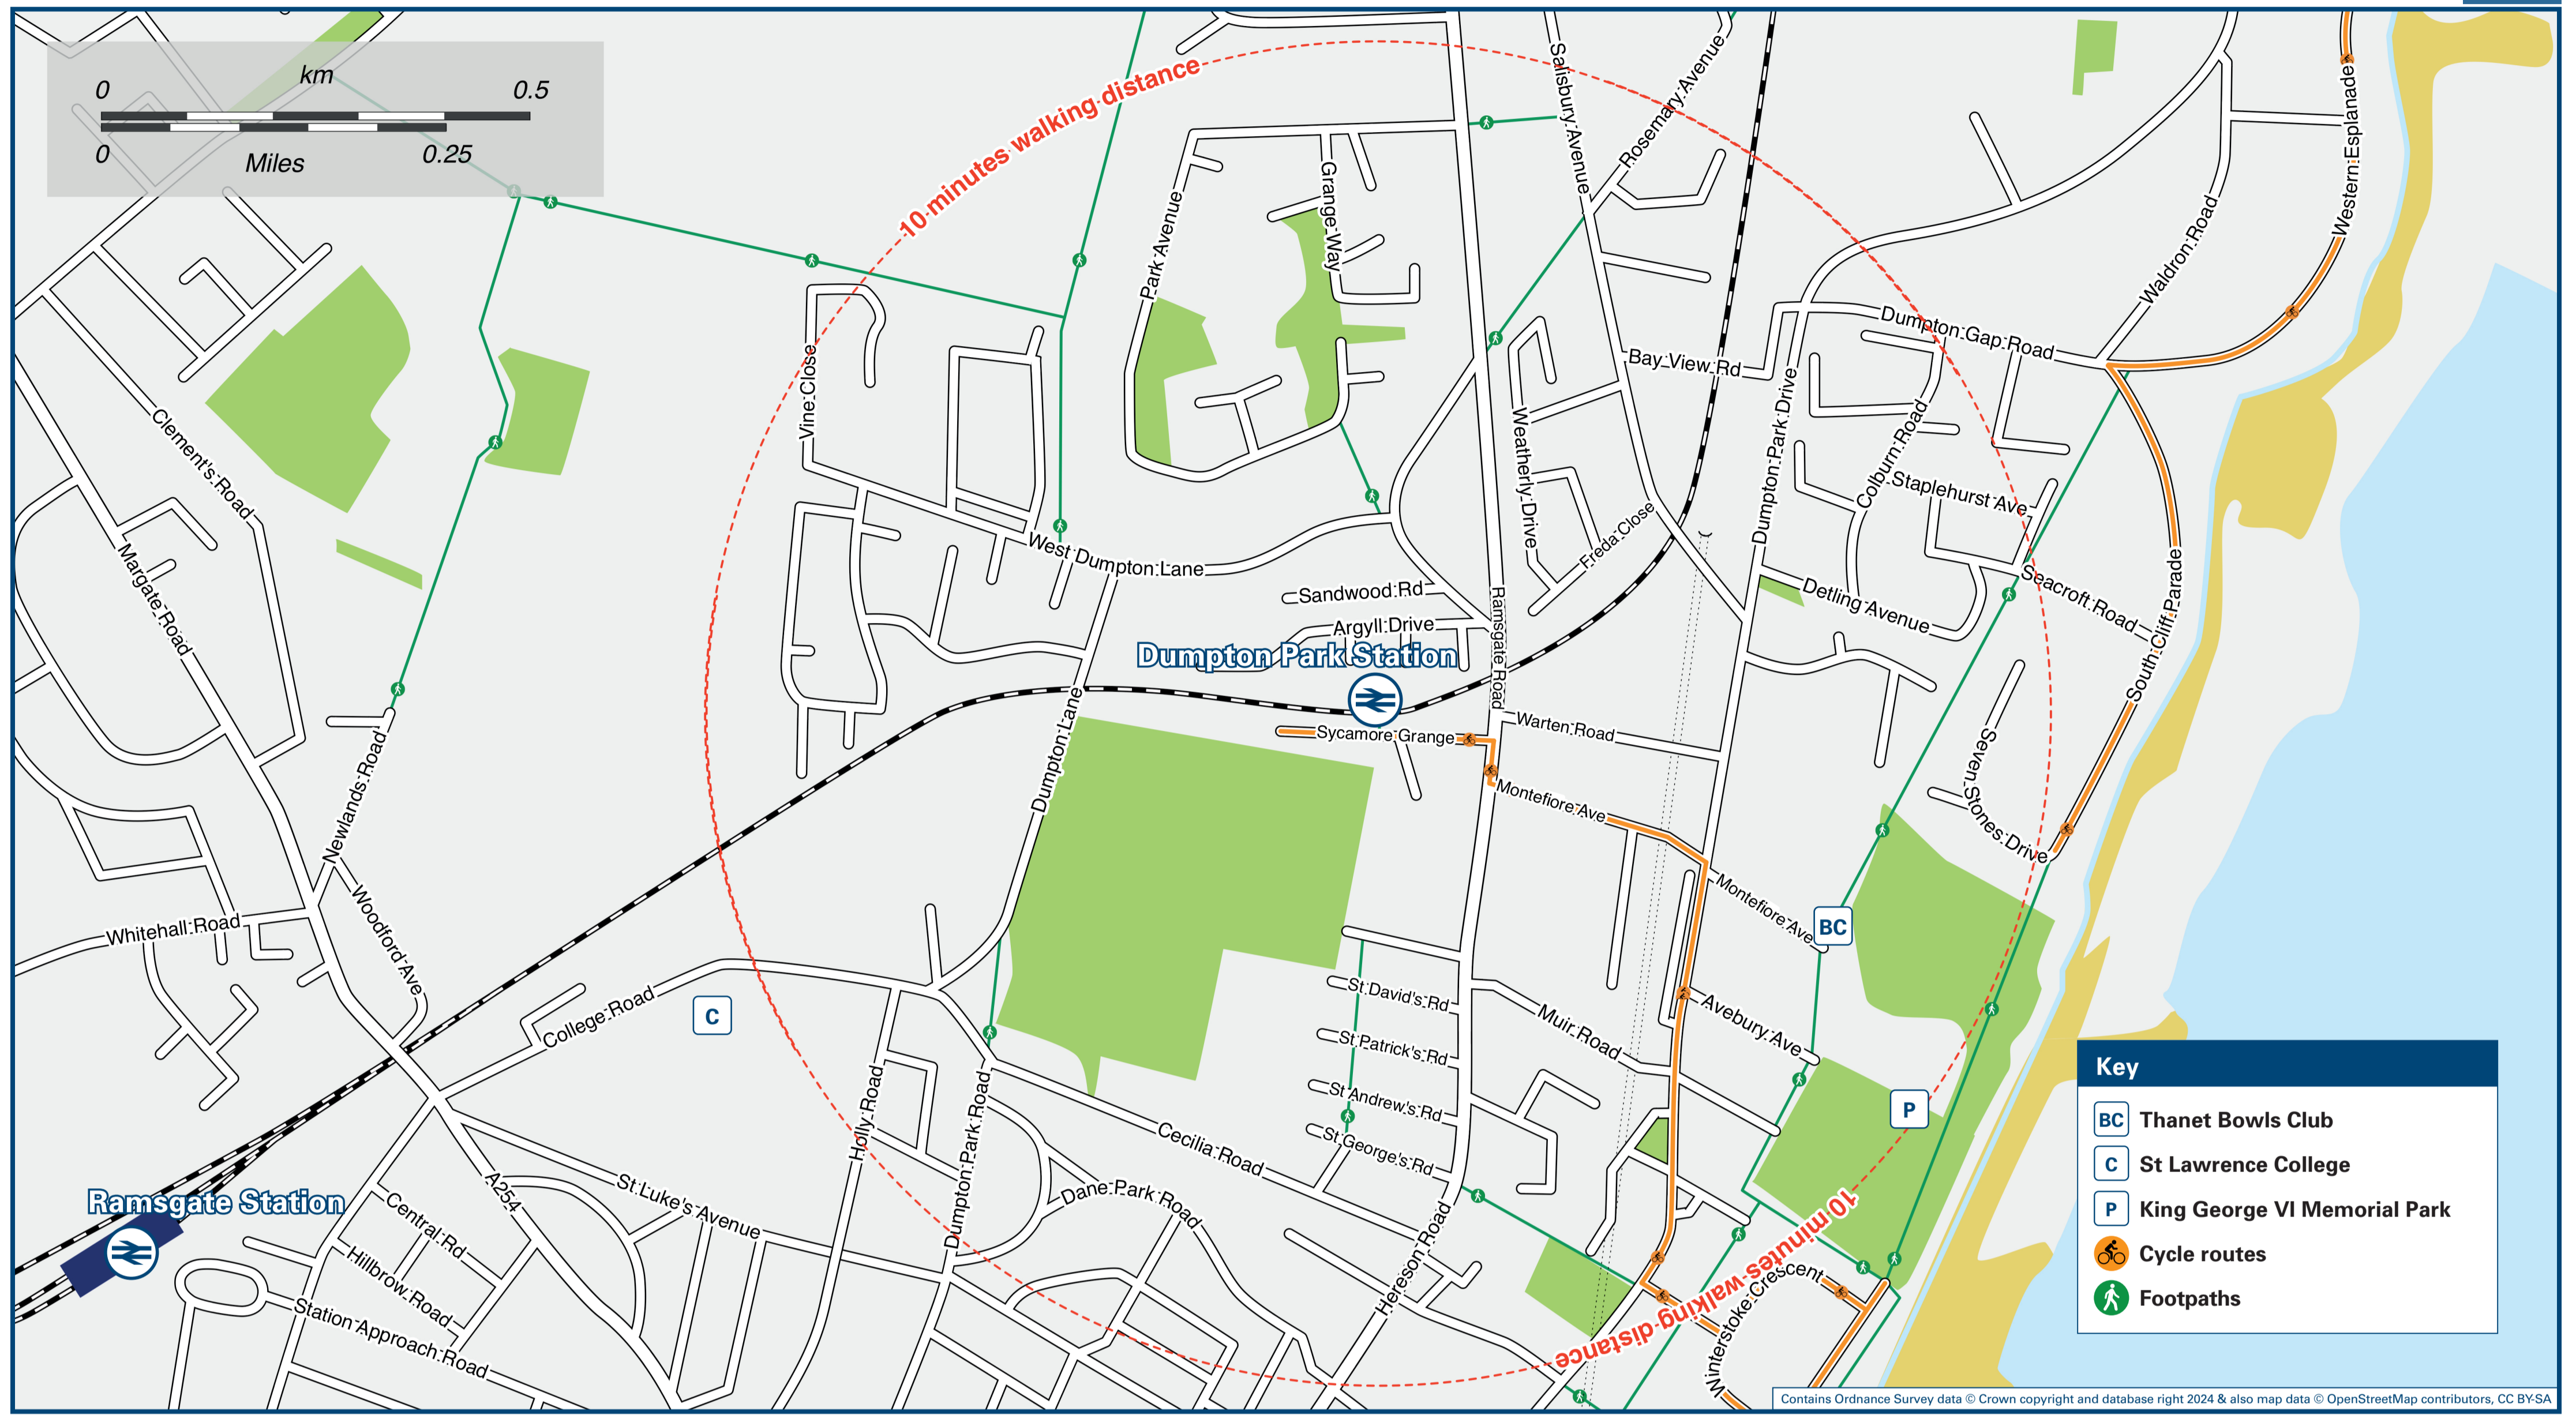 km
0
0.5
0
0.25
Miles
10 minutes walking distance
Salisbury Avenue
Rosemary Avenue
Western Esplanade
Park Avenue
Grange Way
Waldron Road
Vine Close
Dumpton Gap Road
Bay View Rd
Clement's Road
Weatherly Drive
Dumpton Park Drive
Colburn Road
Staplehurst Ave
Margate Road
West Dumpton Lane
Freda Close
Sandwood Rd
Ramsgate Road
Detling Avenue
Seacroft Road
South Cliff Parade
Argyll Drive
Dumpton Park Station
Dumpton Lane
Sycamore Grange
Warten Road
Seven Stones Drive
Newlands Road
Montefiore Ave
Montefiore Ave
BC
Whitehall Road
Woodford Ave
College Road
C
St David's Rd
St Patrick's Rd
St Andrew's Rd
St George's Rd
Muir Road
Avebury Ave
P
Holly Road
Dumpton Park Road
Cecilia Road
Dane Park Road
St Luke's Avenue
A254
Ramsgate Station
Central Rd
Hillbrow Road
Station Approach Road
Hereson Road
Winterstoke Crescent
10 minutes walking distance
Key
BC Thanet Bowls Club
C St Lawrence College
P King George VI Memorial Park
Cycle routes
Footpaths
Contains Ordnance Survey data © Crown copyright and database right 2024 & also map data © OpenStreetMap contributors, CC BY-SA